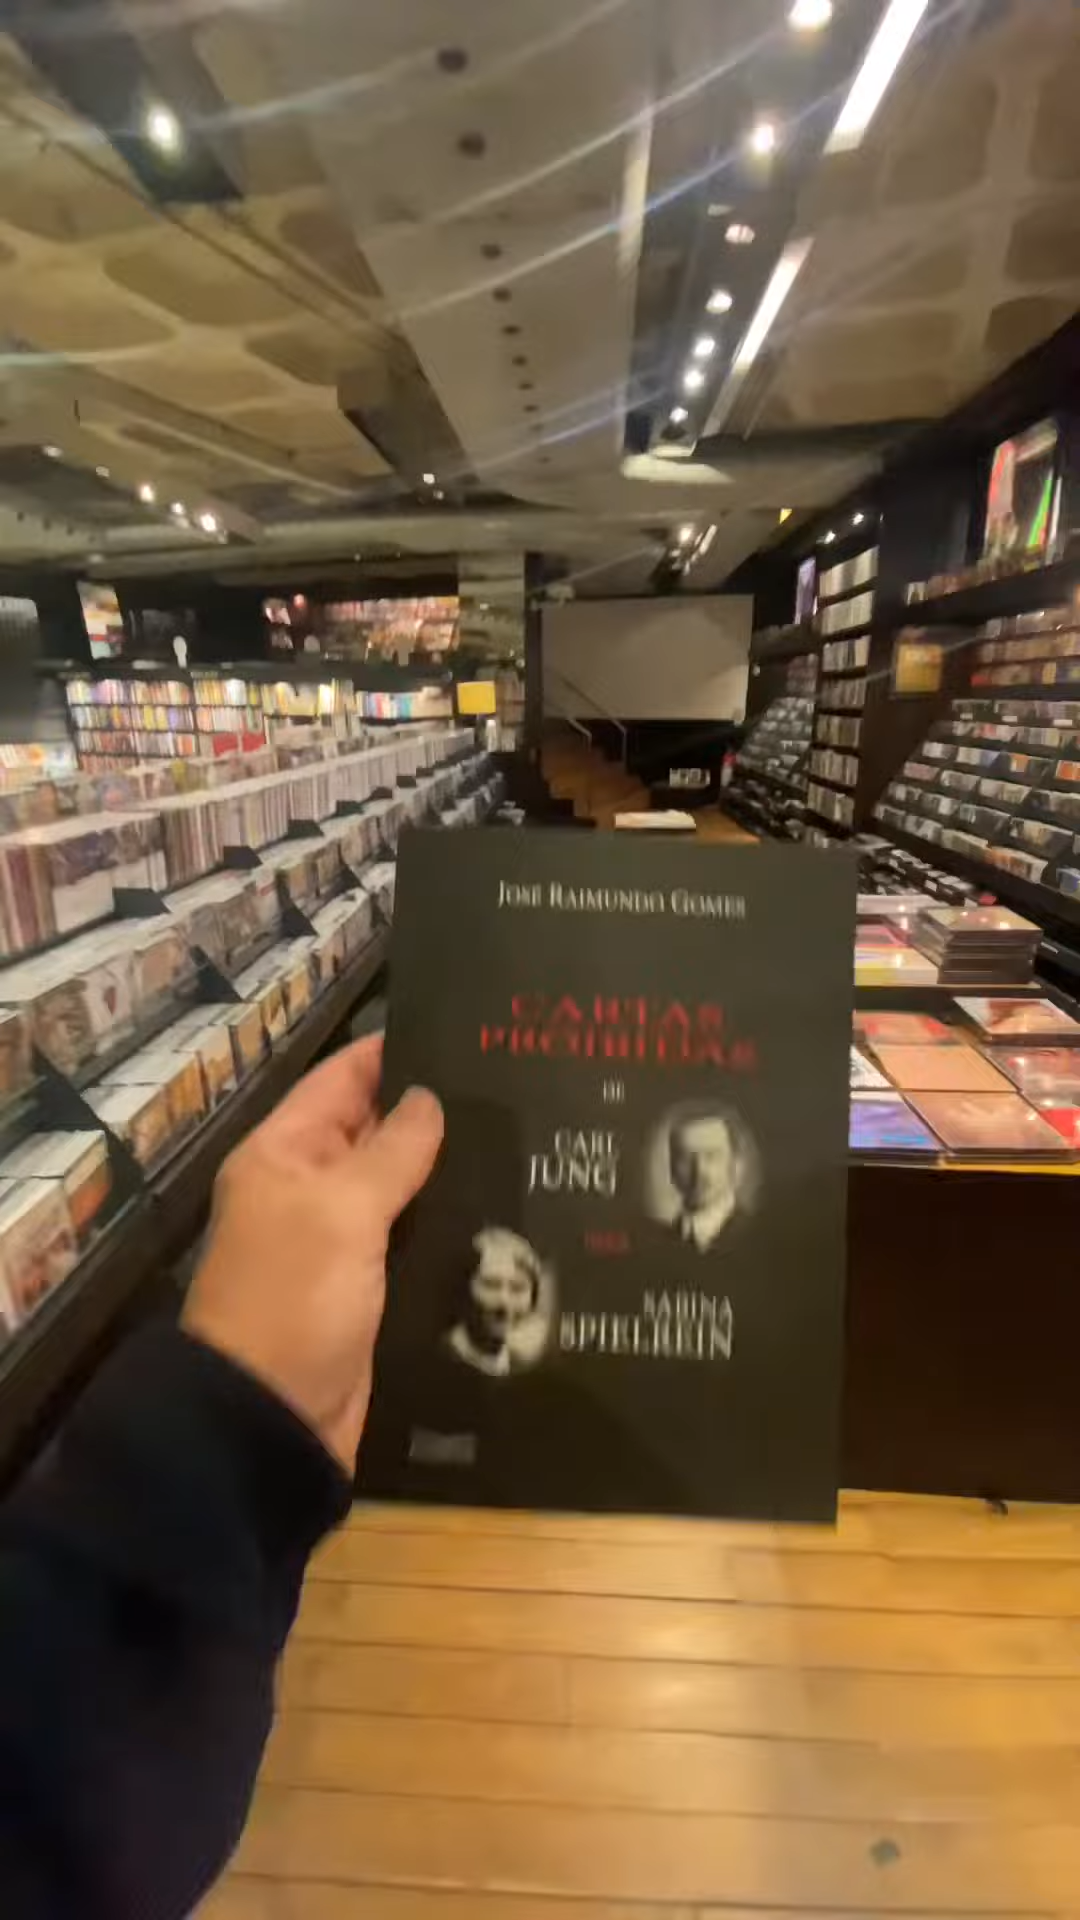 José Raimundo Gomes
CARTAS
PROIBIDAS
DE
CARL
JUNG
PARA
SABINA
SPIELREIN